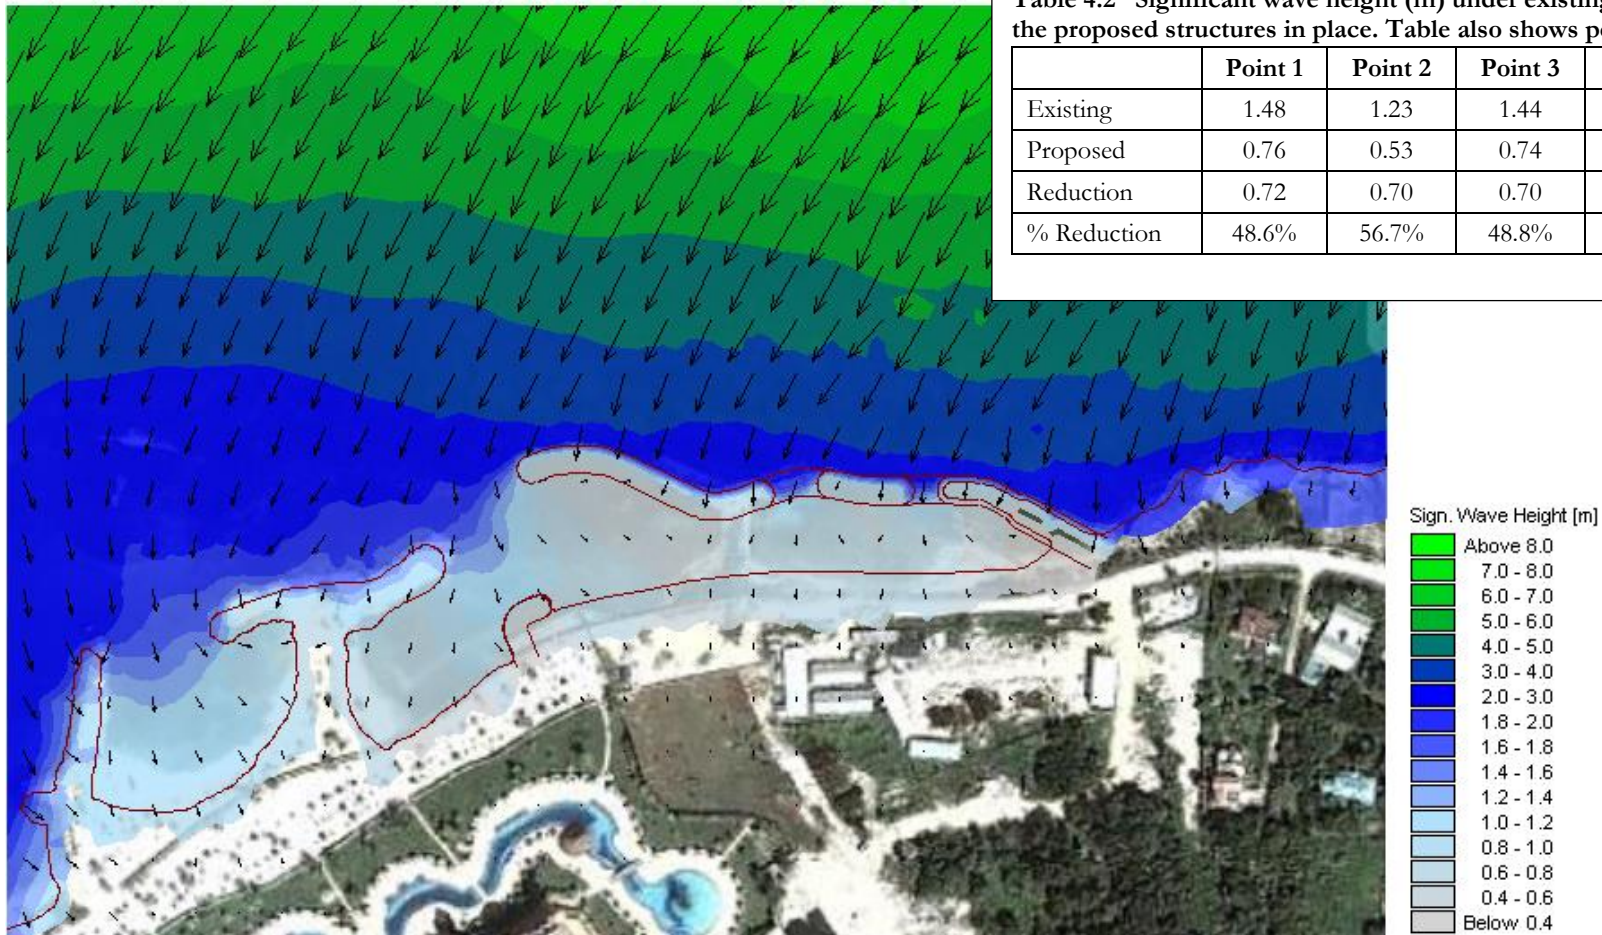 Table 4.2 Significant wave height (m) under existing
the proposed structures in place. Table also shows
Point 1 Point 2 Point 3
Existing 1.48 1.23 1.44
Proposed 0.76 0.53 0.74
Reduction 0.72 0.70 0.70
% Reduction 48.6% 56.7% 48.8%
Sign. Wave Height [m]
Above 8.0
7.0 - 8.0
6.0 - 7.0
5.0 - 6.0
4.0 - 5.0
3.0 - 4.0
2.0 - 3.0
1.8 - 2.0
1.6 - 1.8
1.4 - 1.6
1.2 - 1.4
1.0 - 1.2
0.8 - 1.0
0.6 - 0.8
0.4 - 0.6
Below 0.4